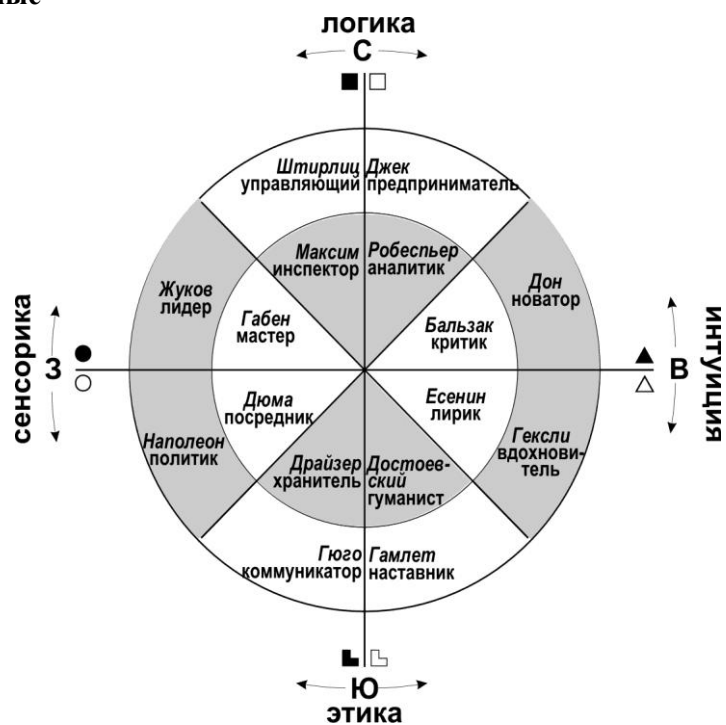 ные
логика
С
Штирлиц
управляющий
Джек
предприниматель
Максим
инспектор
Робеспьер
аналитик
Жуков
лидер
Дон
новатор
Габен
мастер
Бальзак
критик
сенсорика
З
В
интуиция
Дюма
посредник
Есенин
лирик
Наполеон
политик
Гексли
вдохнови-
тель
Драйзер
хранитель
Достоев-
ский
гуманист
Гюго
коммуникатор
Гамлет
наставник
Ю
этика